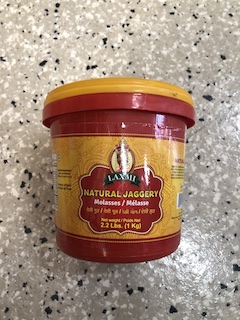 LAXMI
NATURAL JAGGERY
Molasses / Mélasse
Net weight / Poids Net
2.2 Lbs. (1 Kg)